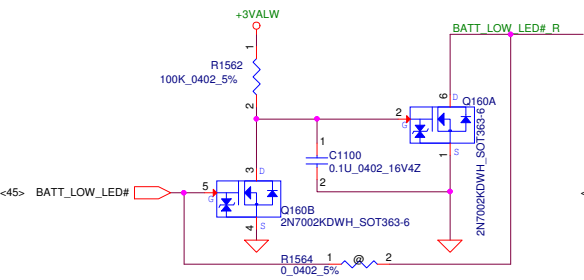 +3VALW
BATT_LOW_LED#_R
1
R1562
100K_0402_5%
2
6
D
Q160A
2
G
1
S
2N7002KDWH_SOT363-6
1
C1100
0.1U_0402_16V4Z
2
3
D
<45>
BATT_LOW_LED#
5
G
Q160B
2N7002KDWH_SOT363-6
4
S
R1564
1
@
2
0_0402_5%
<